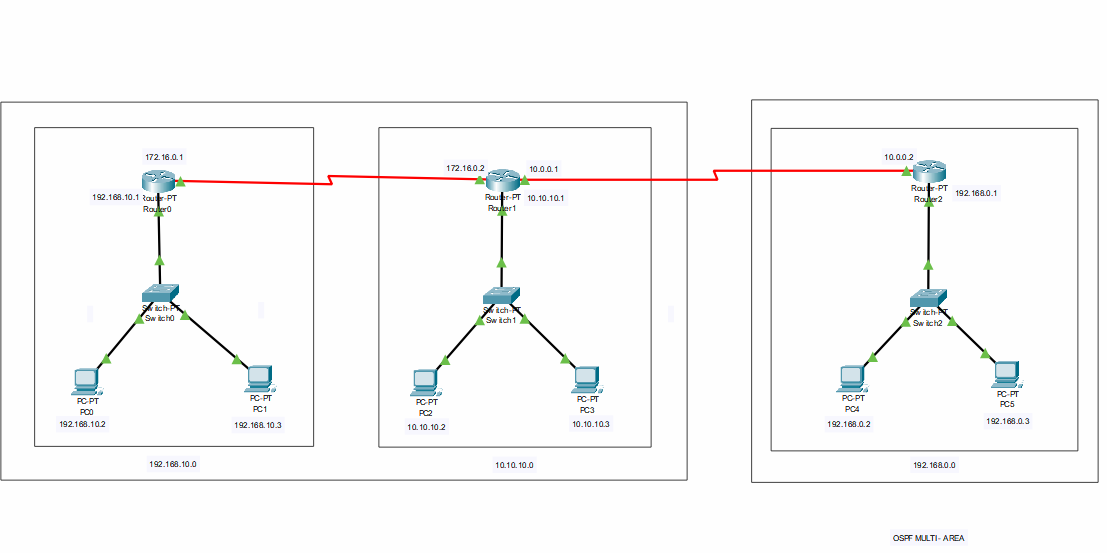 172.16.0.1
192.168.10.1
Router-PT
Router0
172.16.0.2
10.0.0.1
10.10.10.1
Router-PT
Router1
10.0.0.2
Router-PT
Router2
192.168.0.1
Switch-PT
Switch0
Switch-PT
Switch1
Switch-PT
Switch2
PC-PT
PC0
192.168.10.2
PC-PT
PC1
192.168.10.3
PC-PT
PC2
10.10.10.2
PC-PT
PC3
10.10.10.3
PC-PT
PC4
192.168.0.2
PC-PT
PC5
192.168.0.3
192.168.10.0
10.10.10.0
192.168.0.0
OSPF MULTI - AREA